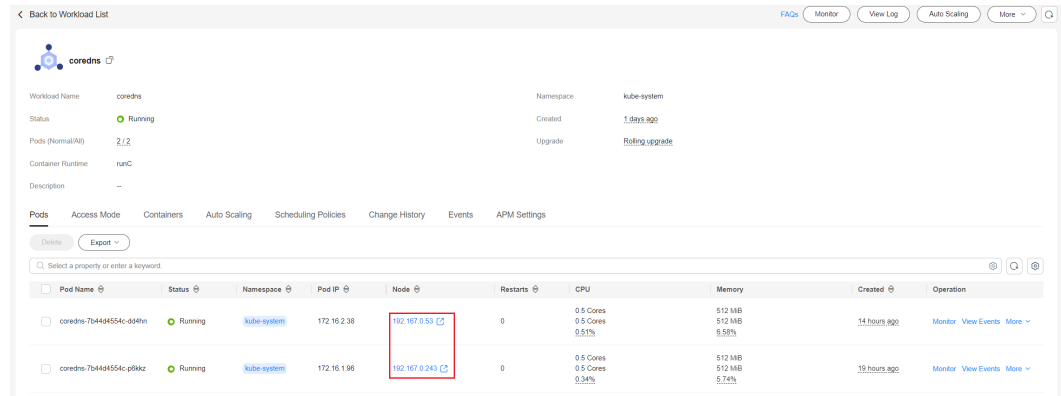 Back to Workload List FAQs Monitor View Log Auto Scaling More
coredns
Workload Name coredns Namespace kube-system
Status Running Created 1 days ago
Pods (Normal/All) 2 / 2 Upgrade Rolling upgrade
Container Runtime runC
Description --
Pods Access Mode Containers Auto Scaling Scheduling Policies Change History Events APM Settings
Delete Export
Select a property or enter a keyword.
Pod Name Status Namespace Pod IP Node Restarts CPU Memory Created Operation
0.5 Cores 512 MiB
coredns-7b44d4554c-dd4hn Running kube-system 172.16.2.38 192.167.0.53 0 0.5 Cores 512 MiB 14 hours ago Monitor View Events More
0.51% 6.58%
0.5 Cores 512 MiB
coredns-7b44d4554c-p6kkz Running kube-system 172.16.1.96 192.167.0.243 0 0.5 Cores 512 MiB 19 hours ago Monitor View Events More
0.34% 5.74%